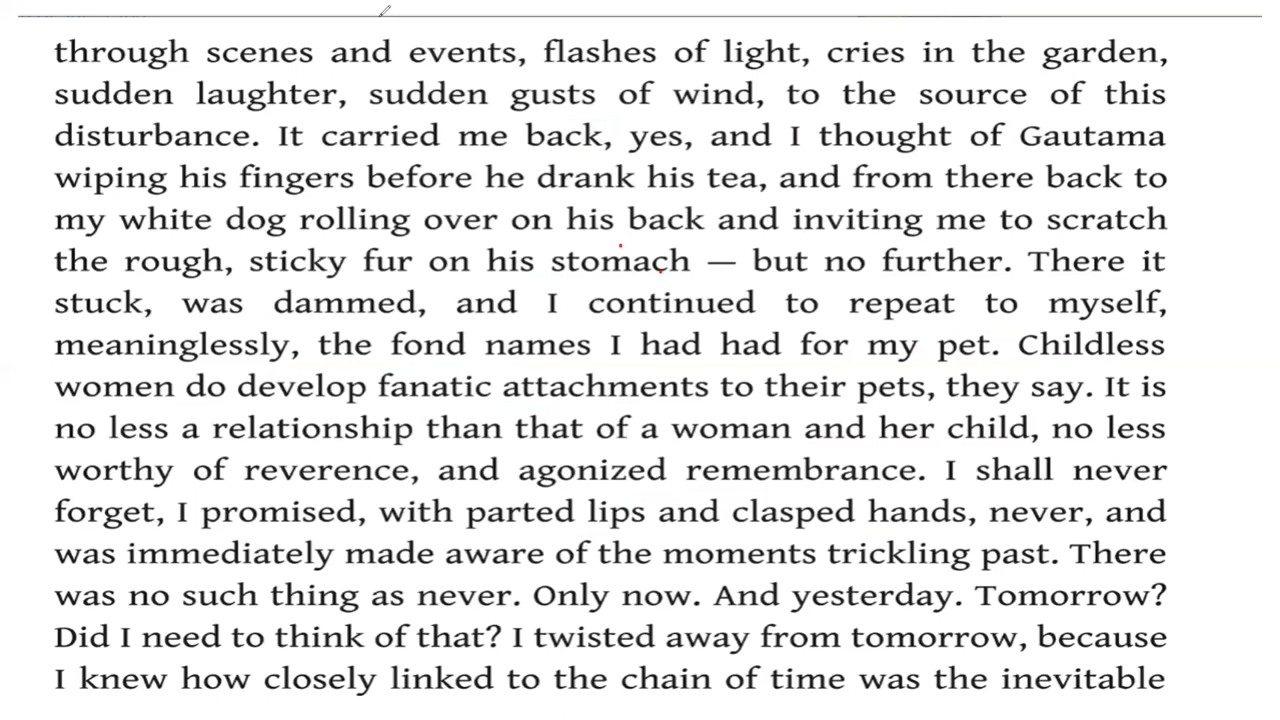 through scenes and events, flashes of light, cries in the garden,
sudden laughter, sudden gusts of wind, to the source of this
disturbance. It carried me back, yes, and I thought of Gautama
wiping his fingers before he drank his tea, and from there back to
my white dog rolling over on his back and inviting me to scratch
the rough, sticky fur on his stomach — but no further. There it
stuck, was dammed, and I continued to repeat to myself,
meaninglessly, the fond names I had had for my pet. Childless
women do develop fanatic attachments to their pets, they say. It is
no less a relationship than that of a woman and her child, no less
worthy of reverence, and agonized remembrance. I shall never
forget, I promised, with parted lips and clasped hands, never, and
was immediately made aware of the moments trickling past. There
was no such thing as never. Only now. And yesterday. Tomorrow?
Did I need to think of that? I twisted away from tomorrow, because
I knew how closely linked to the chain of time was the inevitable